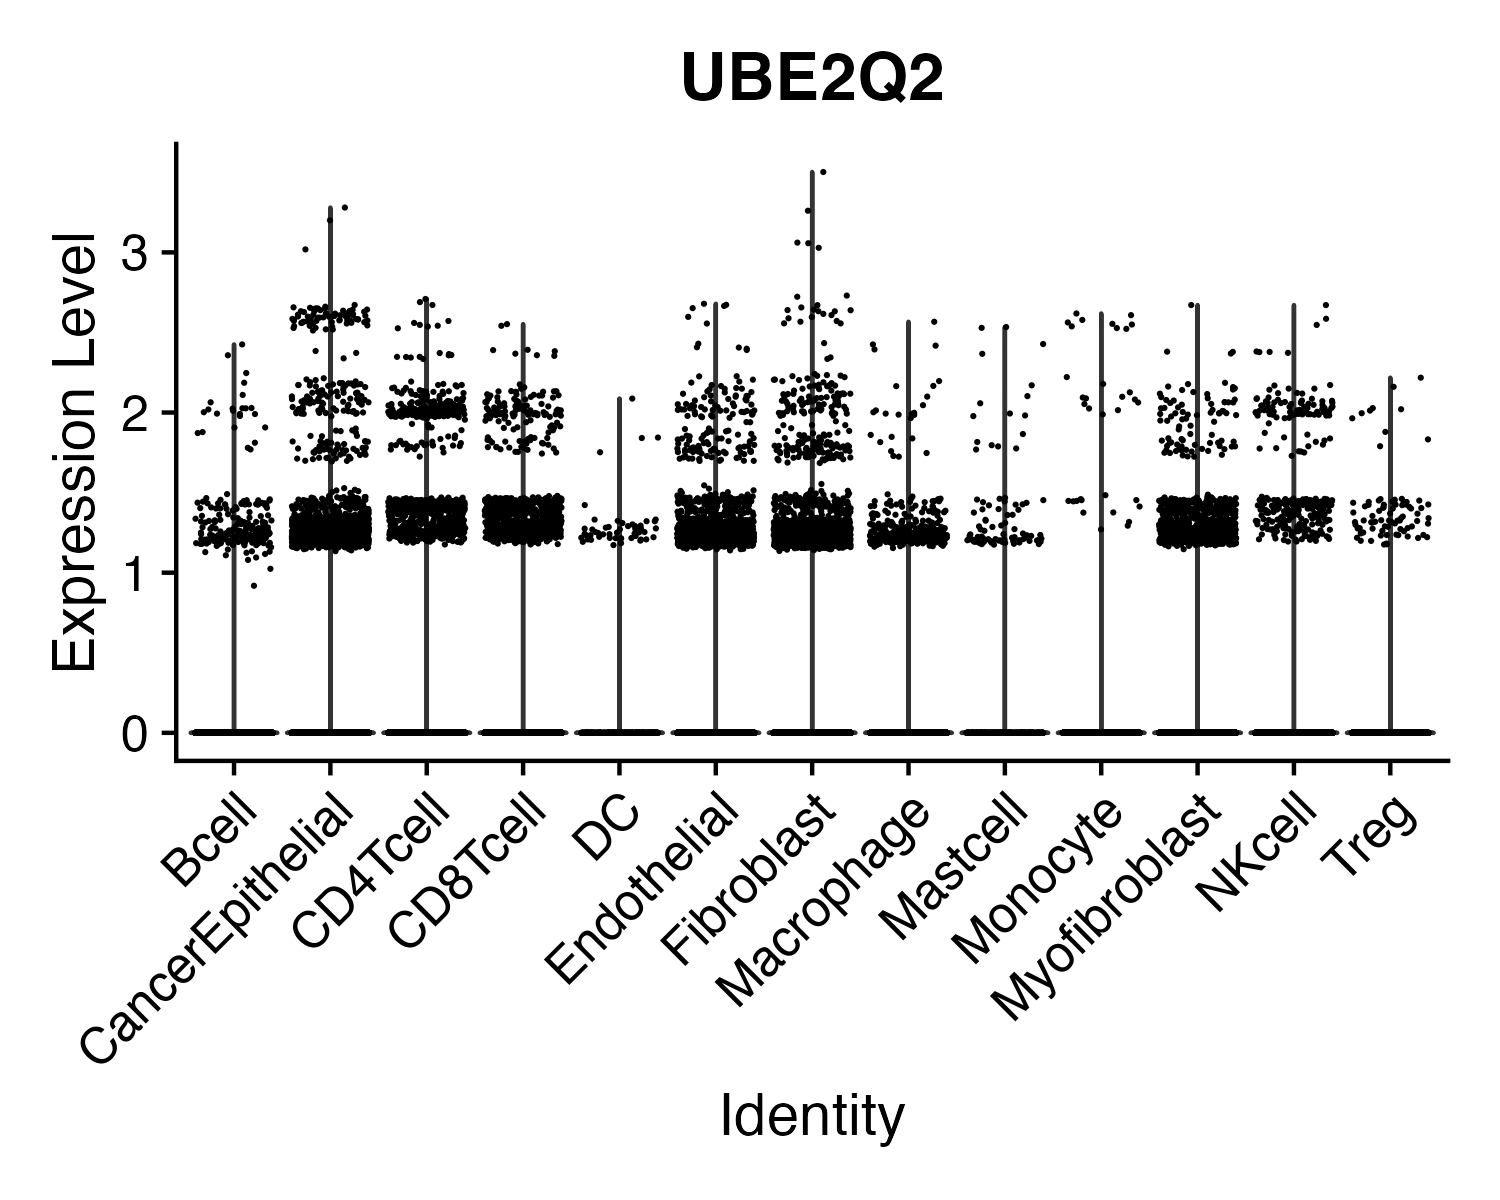 UBE2Q2
Expression Level
3
2
1
0
Bcell
CancerEpithelial
CD4Tcell
CD8Tcell
DC
Endothelial
Fibroblast
Macrophage
Mastcell
Monocyte
Myofibroblast
NKcell
Treg
Identity